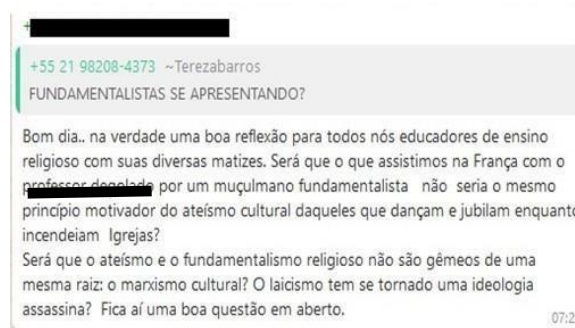 +
+55 21 98208-4373 ~Terezabarros
FUNDAMENTALISTAS SE APRESENTANDO?
Bom dia.. na verdade uma boa reflexão para todos nós educadores de ensino
religioso com suas diversas matizes. Será que o que assistimos na França com o
professor degolado por um muçulmano fundamentalista não seria o mesmo
princípio motivador do ateísmo cultural daqueles que dançam e jubilam enquanto
incendeiam Igrejas?
Será que o ateísmo e o fundamentalismo religioso não são gêmeos de uma
mesma raiz: o marxismo cultural? O laicismo tem se tornado uma ideologia
assassina? Fica aí uma boa questão em aberto.
07:2